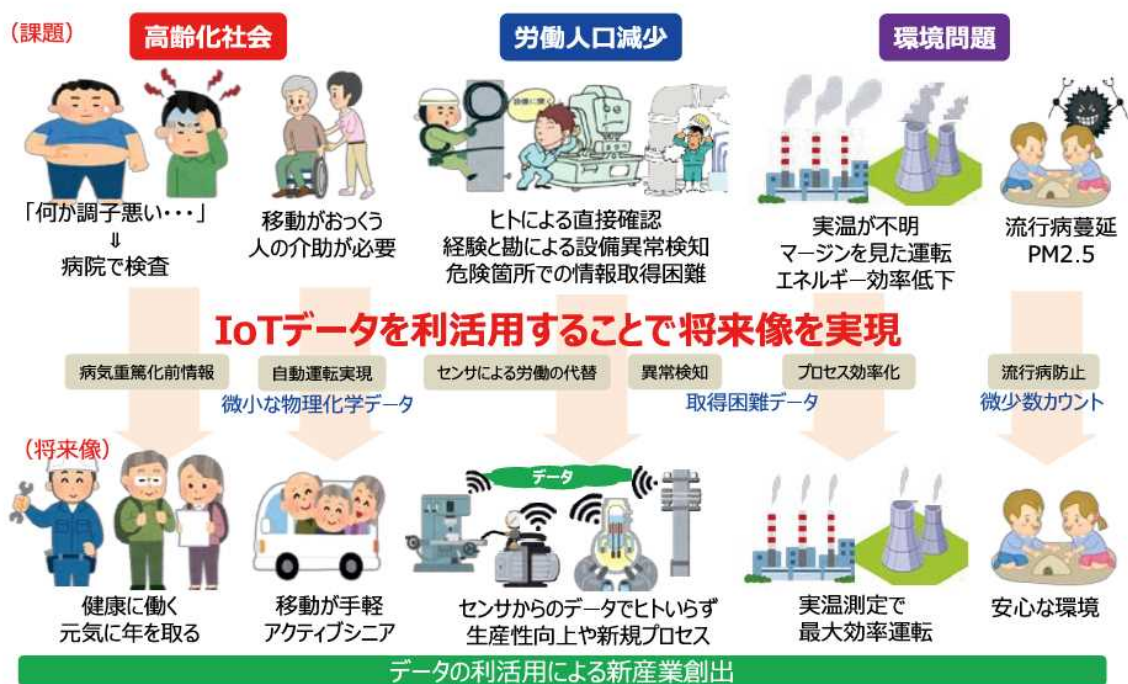 (課題)
高齢化社会
労働人口減少
環境問題
「何か調子悪い・・・」
⇓
病院で検査
移動がおっくう
人の介助が必要
ヒトによる直接確認
経験と勘による設備異常検知
危険箇所での情報取得困難
実温が不明
マージンを見た運転
エネルギー効率低下
流行病蔓延
PM2.5
IoTデータを利活用することで将来像を実現
病気重篤化前情報
自動運転実現
センサによる労働の代替
異常検知
プロセス効率化
流行病防止
微小な物理化学データ
取得困難データ
微少数カウント
(将来像)
データ
健康に働く
元気に年を取る
移動が手軽
アクティブシニア
センサからのデータでヒトいらず
生産性向上や新規プロセス
実温測定で
最大効率運転
安心な環境
データの利活用による新産業創出